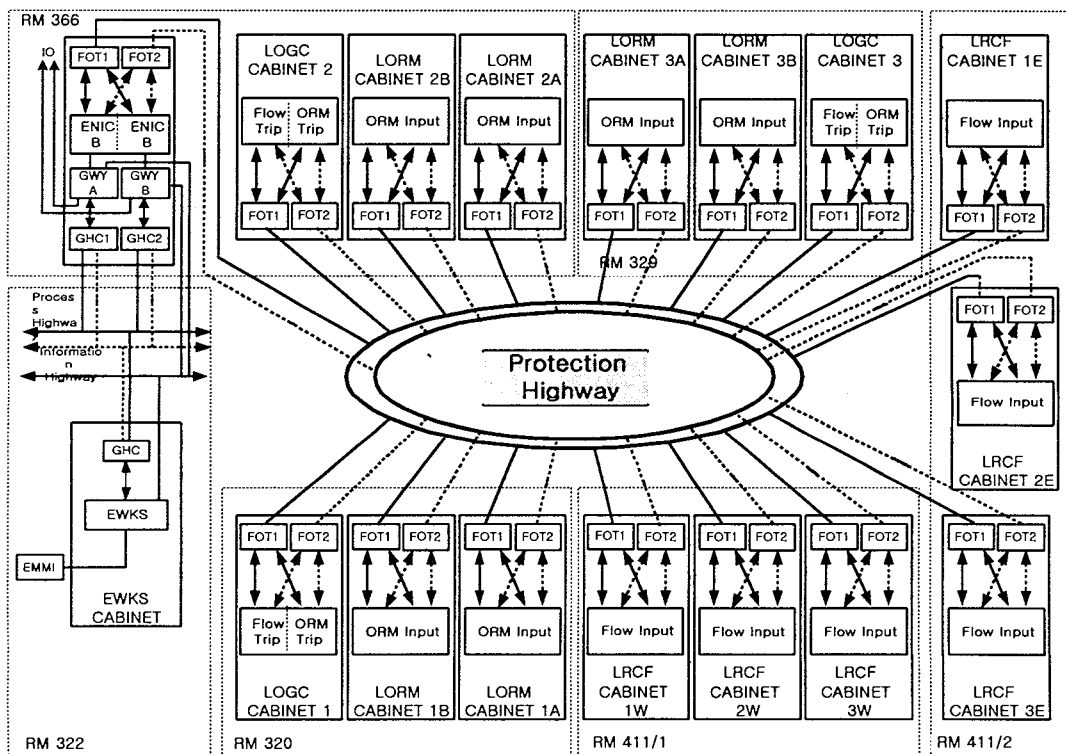 RM 366
IO
FOT1
FOT2
ENIC
B
ENIC
B
GWY
A
GWY
B
GHC1
GHC2
LOGC
CABINET 2
Flow
Trip
ORM
Trip
FOT1
FOT2
LORM
CABINET 2B
ORM Input
FOT1
FOT2
LORM
CABINET 2A
ORM Input
FOT1
FOT2
LORM
CABINET 3A
ORM Input
FOT1
FOT2
LORM
CABINET 3B
ORM Input
FOT1
FOT2
LOGC
CABINET 3
Flow
Trip
ORM
Trip
FOT1
FOT2
RM 329
LRCF
CABINET 1E
Flow Input
FOT1
FOT2
Proces
s
Highwa
y
Informatio
n
Highway
Protection
Highway
FOT1
FOT2
Flow Input
LRCF
CABINET 2E
GHC
EWKS
EMMI
EWKS
CABINET
RM 322
FOT1
FOT2
Flow
Trip
ORM
Trip
LOGC
CABINET 1
FOT1
FOT2
ORM Input
LORM
CABINET 1B
FOT1
FOT2
ORM Input
LORM
CABINET 1A
RM 320
FOT1
FOT2
Flow Input
LRCF
CABINET
1W
FOT1
FOT2
Flow Input
LRCF
CABINET
2W
FOT1
FOT2
Flow Input
LRCF
CABINET
3W
RM 411/1
FOT1
FOT2
Flow Input
LRCF
CABINET 3E
RM 411/2